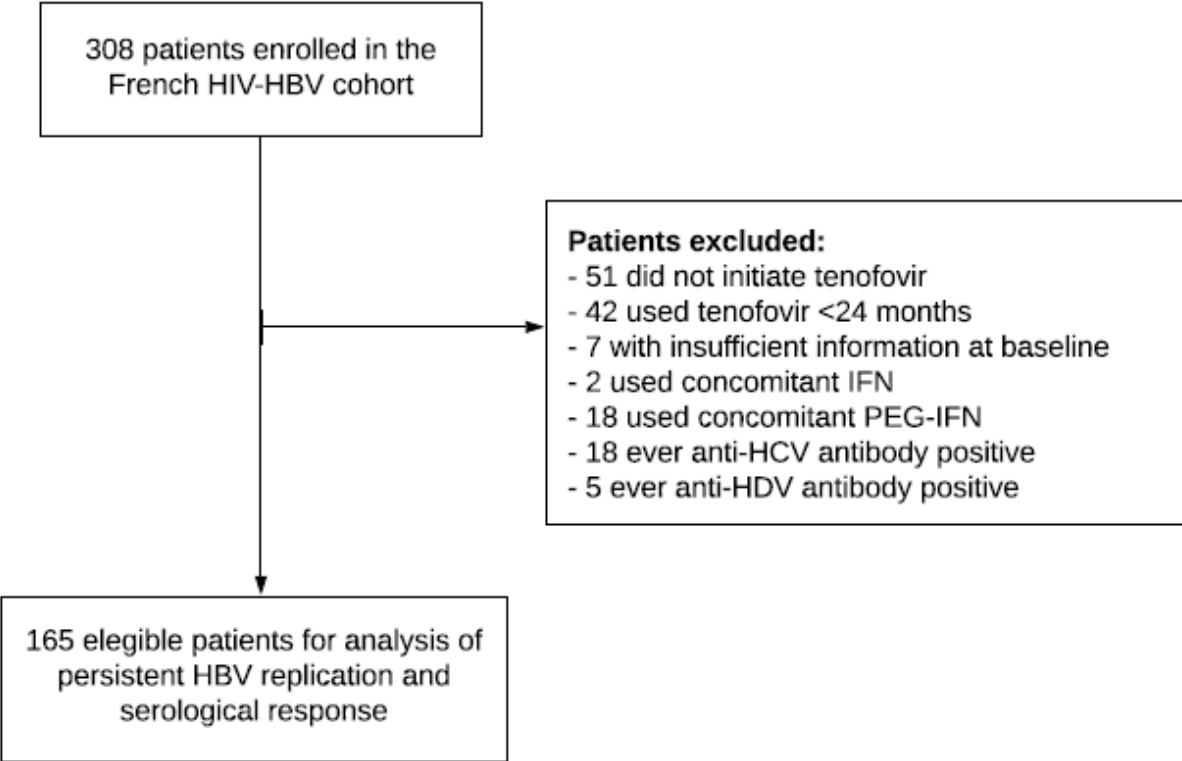 308 patients enrolled in the
French HIV-HBV cohort
Patients excluded:
- 51 did not initiate tenofovir
- 42 used tenofovir <24 months
- 7 with insufficient information at baseline
- 2 used concomitant IFN
- 18 used concomitant PEG-IFN
- 18 ever anti-HCV antibody positive
- 5 ever anti-HDV antibody positive
165 elegible patients for analysis of
persistent HBV replication and
serological response